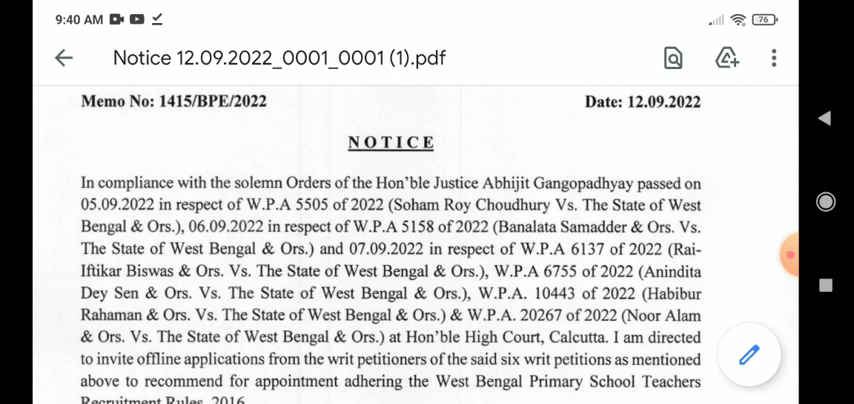 9:40 AM
76
Notice 12.09.2022_0001_0001 (1).pdf
Memo No: 1415/BPE/2022 Date: 12.09.2022
NOTICE
In compliance with the solemn Orders of the Hon'ble Justice Abhijit Gangopadhyay passed on
05.09.2022 in respect of W.P.A 5505 of 2022 (Soham Roy Choudhury Vs. The State of West
Bengal & Ors.), 06.09.2022 in respect of W.P.A 5158 of 2022 (Banalata Samadder & Ors. Vs.
The State of West Bengal & Ors.) and 07.09.2022 in respect of W.P.A 6137 of 2022 (Rai-
Iftikar Biswas & Ors. Vs. The State of West Bengal & Ors.), W.P.A 6755 of 2022 (Anindita
Dey Sen & Ors. Vs. The State of West Bengal & Ors.), W.P.A. 10443 of 2022 (Habibur
Rahaman & Ors. Vs. The State of West Bengal & Ors.) & W.P.A. 20267 of 2022 (Noor Alam
& Ors. Vs. The State of West Bengal & Ors.) at Hon'ble High Court, Calcutta. I am directed
to invite offline applications from the writ petitioners of the said six writ petitions as mentioned
above to recommend for appointment adhering the West Bengal Primary School Teachers
Recruitment Rules, 2016